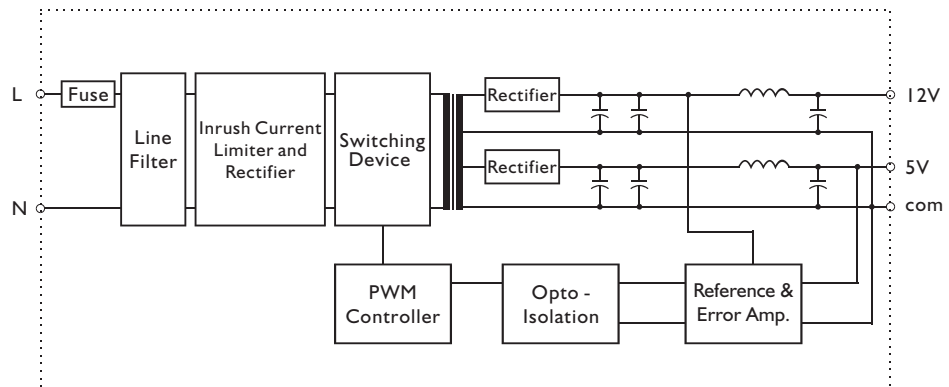 L
Fuse
Line
Filter
Inrush Current
Limiter and
Rectifier
Switching
Device
Rectifier
12V
Rectifier
5V
N
com
PWM
Controller
Opto -
Isolation
Reference &
Error Amp.